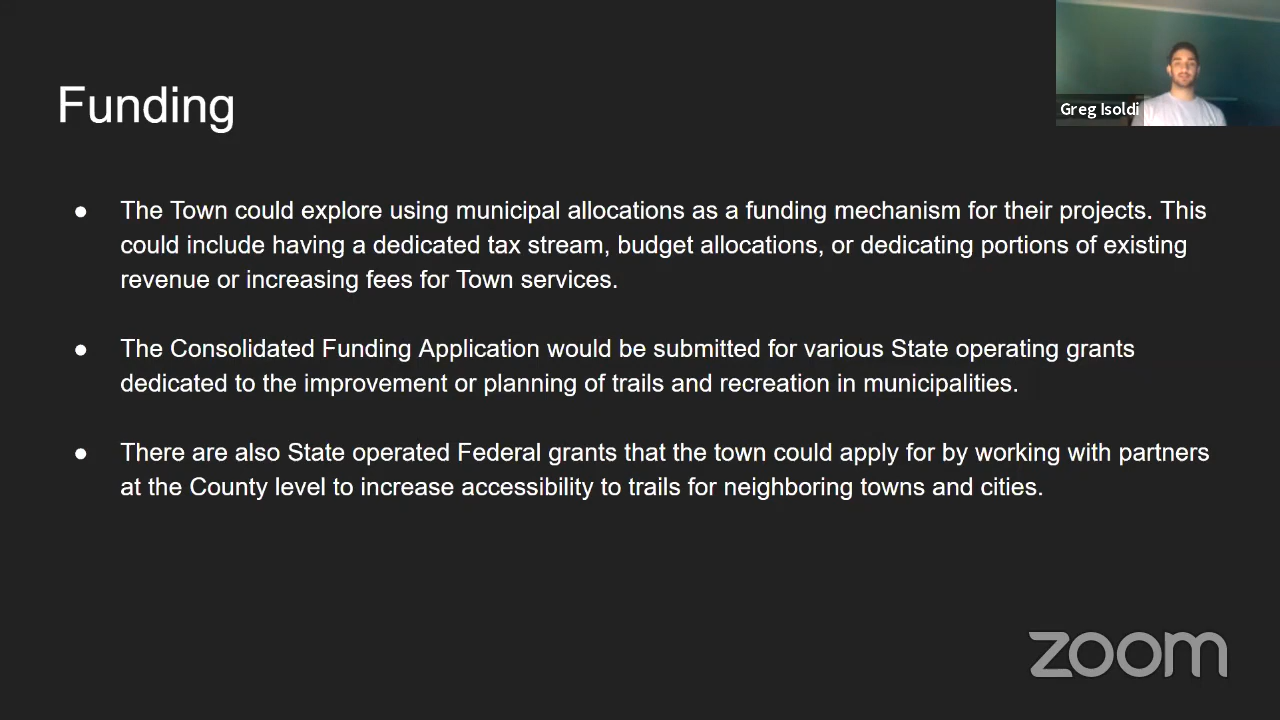 Funding
Greg Isoldi
● The Town could explore using municipal allocations as a funding mechanism for their projects. This
could include having a dedicated tax stream, budget allocations, or dedicating portions of existing
revenue or increasing fees for Town services.
● The Consolidated Funding Application would be submitted for various State operating grants
dedicated to the improvement or planning of trails and recreation in municipalities.
● There are also State operated Federal grants that the town could apply for by working with partners
at the County level to increase accessibility to trails for neighboring towns and cities.
zoom